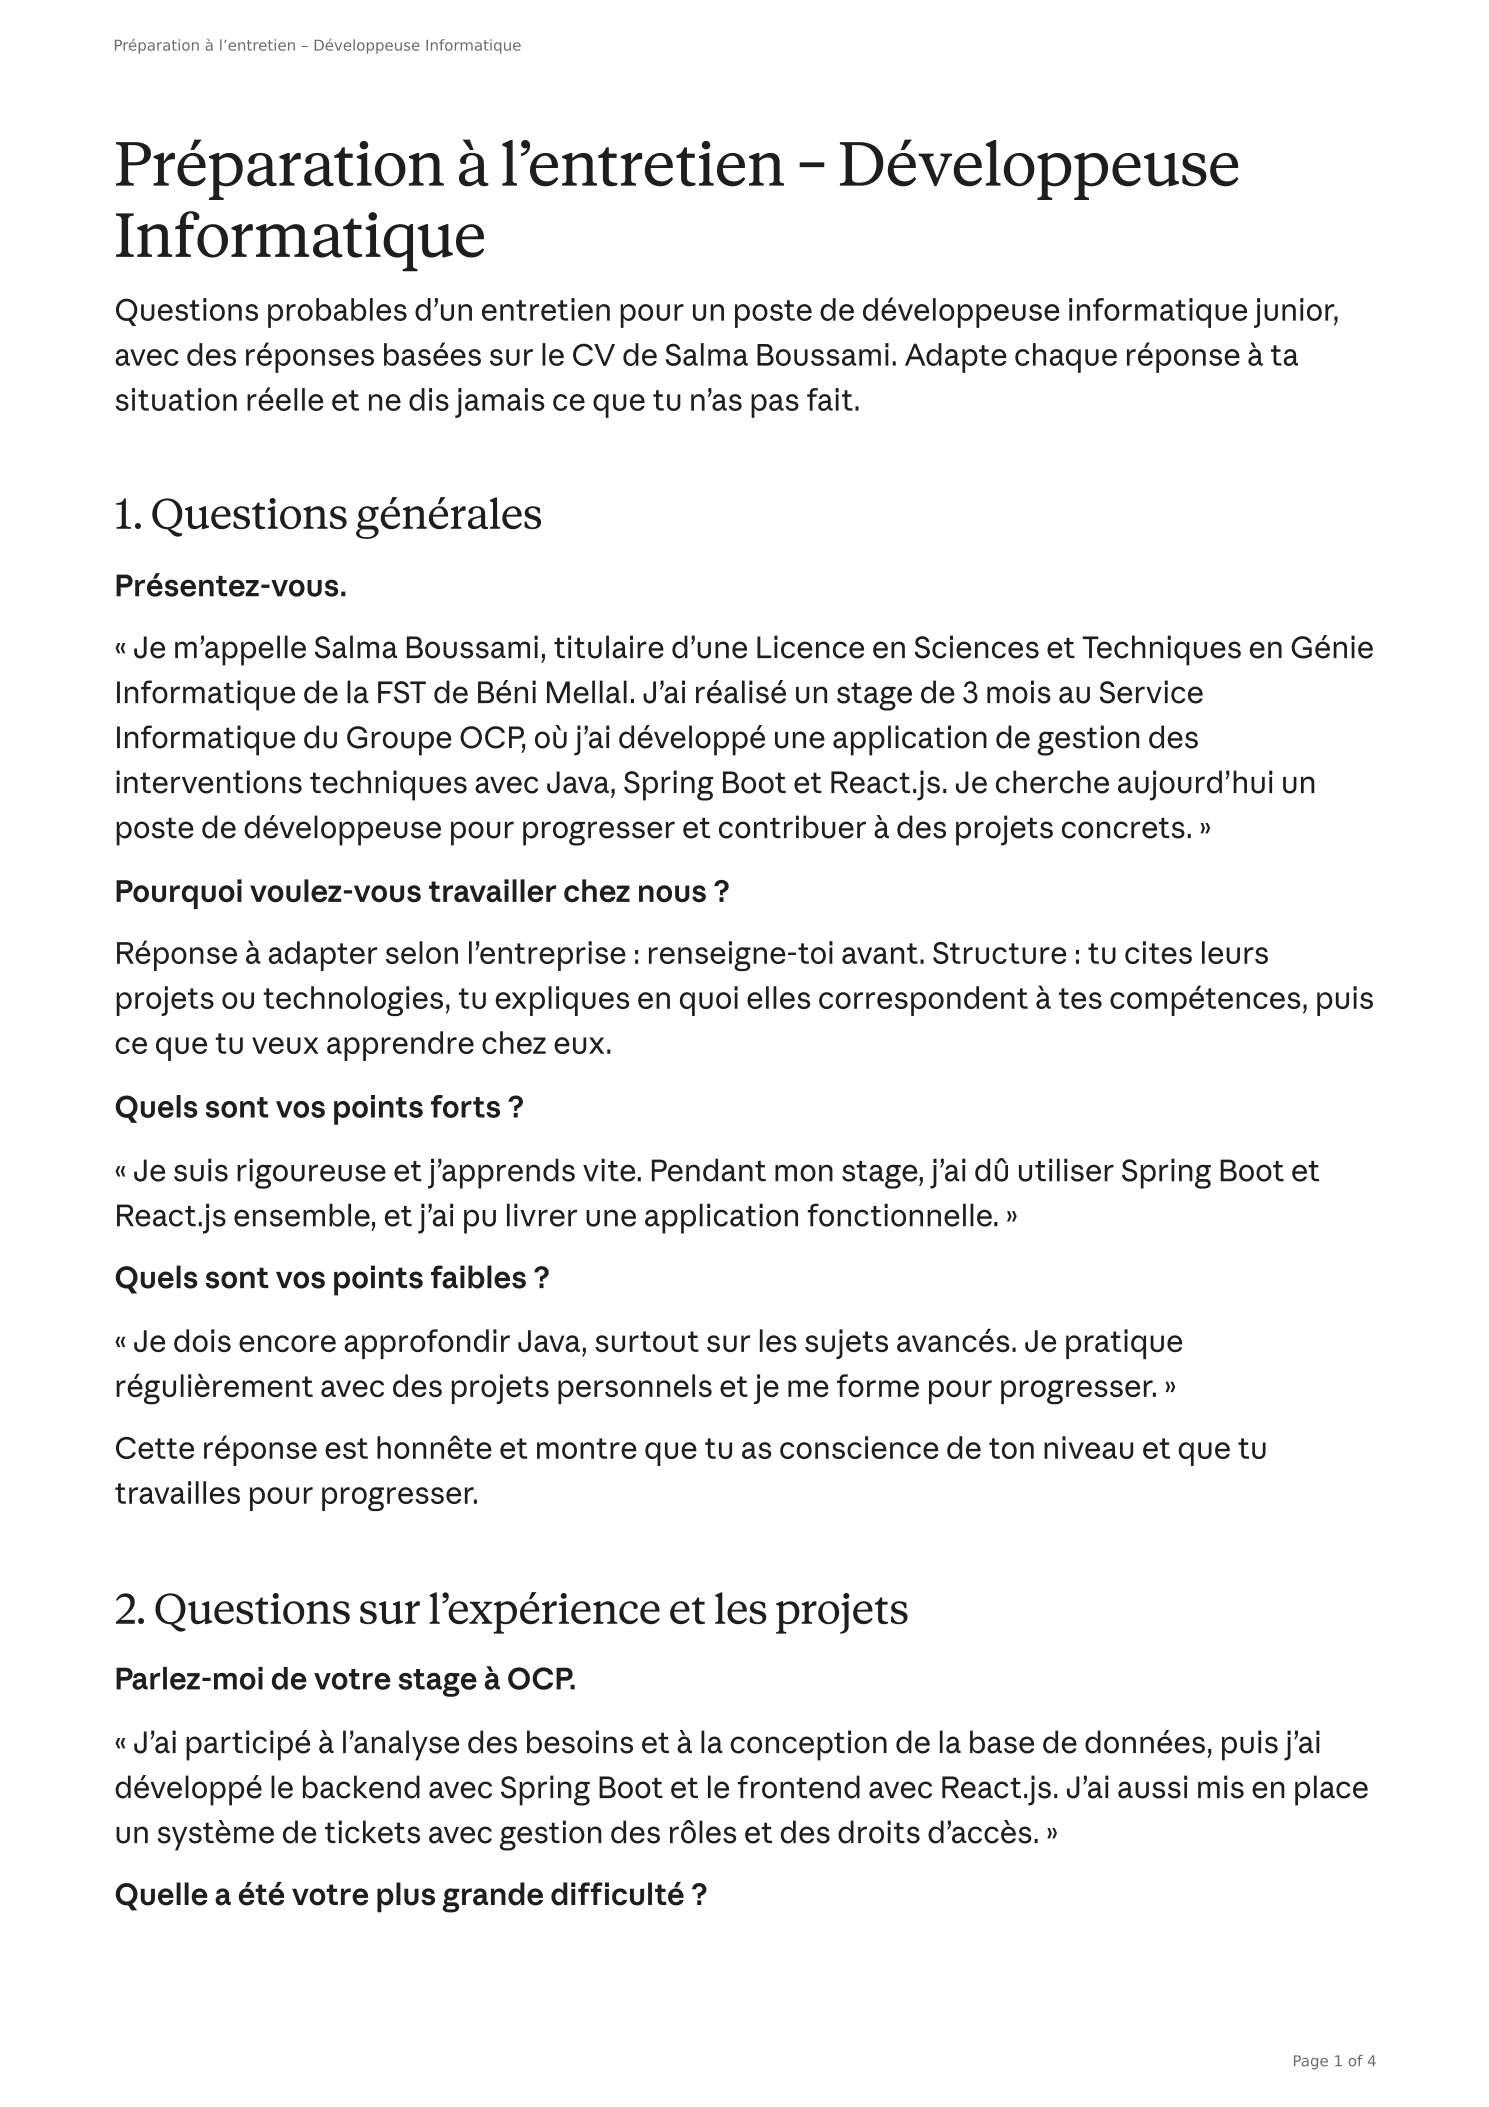 Préparation à l’entretien – Développeuse Informatique
Préparation à l’entretien – Développeuse
Informatique
Questions probables d’un entretien pour un poste de développeuse informatique junior,
avec des réponses basées sur le CV de Salma Boussami. Adapte chaque réponse à ta
situation réelle et ne dis jamais ce que tu n’as pas fait.
1. Questions générales
Présentez-vous.
« Je m’appelle Salma Boussami, titulaire d’une Licence en Sciences et Techniques en Génie
Informatique de la FST de Béni Mellal. J’ai réalisé un stage de 3 mois au Service
Informatique du Groupe OCP, où j’ai développé une application de gestion des
interventions techniques avec Java, Spring Boot et React.js. Je cherche aujourd’hui un
poste de développeuse pour progresser et contribuer à des projets concrets. »
Pourquoi voulez-vous travailler chez nous ?
Réponse à adapter selon l’entreprise : renseigne-toi avant. Structure : tu cites leurs
projets ou technologies, tu expliques en quoi elles correspondent à tes compétences, puis
ce que tu veux apprendre chez eux.
Quels sont vos points forts ?
« Je suis rigoureuse et j’apprends vite. Pendant mon stage, j’ai dû utiliser Spring Boot et
React.js ensemble, et j’ai pu livrer une application fonctionnelle. »
Quels sont vos points faibles ?
« Je dois encore approfondir Java, surtout sur les sujets avancés. Je pratique
régulièrement avec des projets personnels et je me forme pour progresser. »
Cette réponse est honnête et montre que tu as conscience de ton niveau et que tu
travailles pour progresser.
2. Questions sur l’expérience et les projets
Parlez-moi de votre stage à OCP.
« J’ai participé à l’analyse des besoins et à la conception de la base de données, puis j’ai
développé le backend avec Spring Boot et le frontend avec React.js. J’ai aussi mis en place
un système de tickets avec gestion des rôles et des droits d’accès. »
Quelle a été votre plus grande difficulté ?
Page 1 of 4